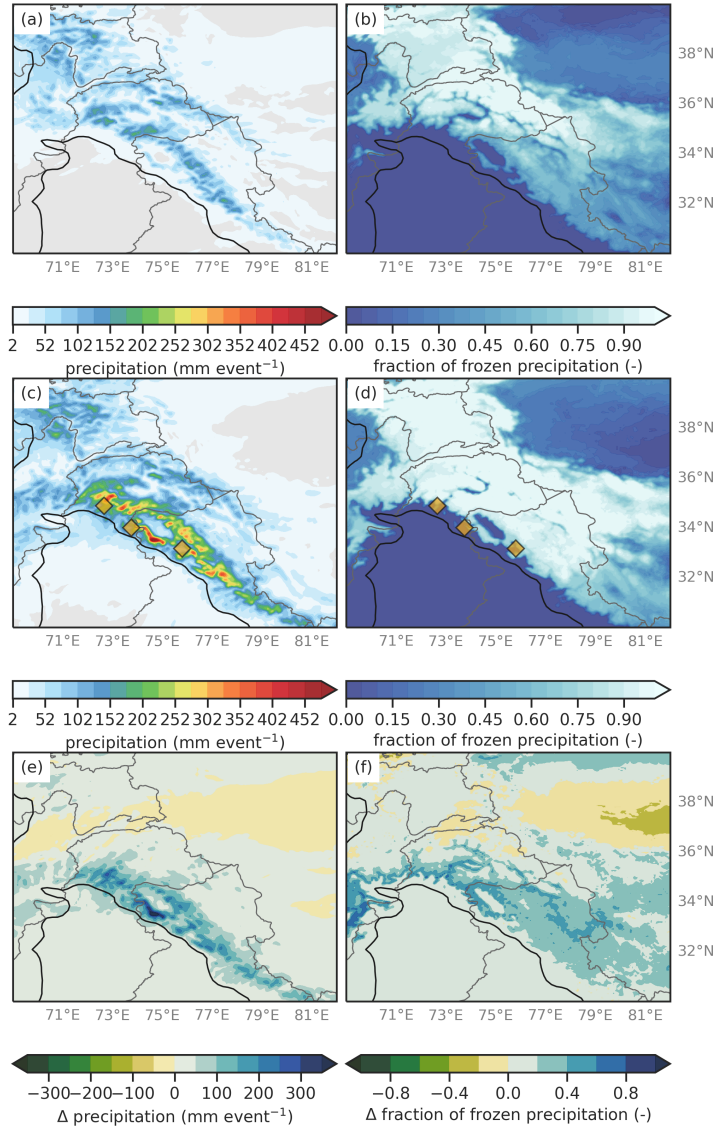 (a) (b)
38°N
36°N
34°N
32°N
71°E 73°E 75°E 77°E 79°E 81°E 71°E 73°E 75°E 77°E 79°E 81°E
2 52 102 152 202 252 302 352 402 452 0.00 0.15 0.30 0.45 0.60 0.75 0.90
precipitation (mm event⁻¹) fraction of frozen precipitation (-)
(c) (d)
38°N
36°N
34°N
32°N
71°E 73°E 75°E 77°E 79°E 81°E 71°E 73°E 75°E 77°E 79°E 81°E
2 52 102 152 202 252 302 352 402 452 0.00 0.15 0.30 0.45 0.60 0.75 0.90
precipitation (mm event⁻¹) fraction of frozen precipitation (-)
(e) (f)
38°N
36°N
34°N
32°N
71°E 73°E 75°E 77°E 79°E 81°E 71°E 73°E 75°E 77°E 79°E 81°E
−300 −200 −100 0 100 200 300 −0.8 −0.4 0.0 0.4 0.8
Δ precipitation (mm event⁻¹) Δ fraction of frozen precipitation (-)